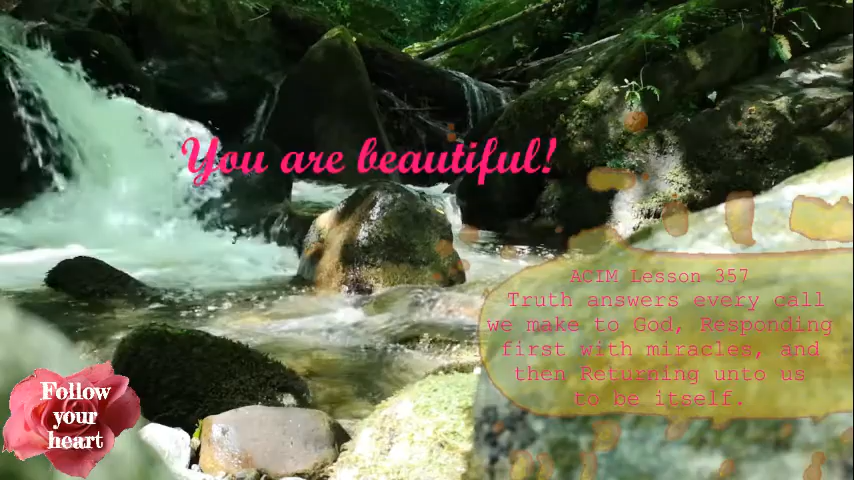 You are beautiful!
ACIM Lesson 357
Truth answers every call
we make to God, Responding
first with miracles, and
then Returning unto us
to be itself.
Follow
your
heart